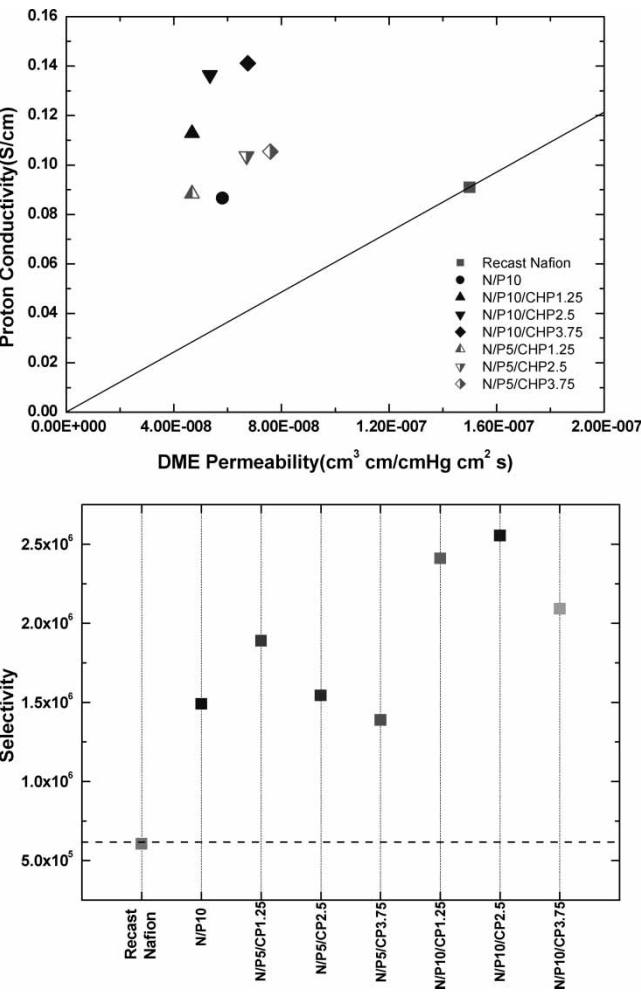 0.16
0.14
0.12
0.10
0.08
0.06
0.04
0.02
0.00
Proton Conductivity(S/cm)
Recast Nafion
N/P10
N/P10/CHP1.25
N/P10/CHP2.5
N/P10/CHP3.75
N/P5/CHP1.25
N/P5/CHP2.5
N/P5/CHP3.75
0.00E+000 4.00E-008 8.00E-008 1.20E-007 1.60E-007 2.00E-007
DME Permeability(cm³ cm/cmHg cm² s)
2.5x10⁶
2.0x10⁶
1.5x10⁶
1.0x10⁶
5.0x10⁵
Selectivity
Recast
Nafion
N/P10
N/P5/CP1.25
N/P5/CP2.5
N/P5/CP3.75
N/P10/CP1.25
N/P10/CP2.5
N/P10/CP3.75